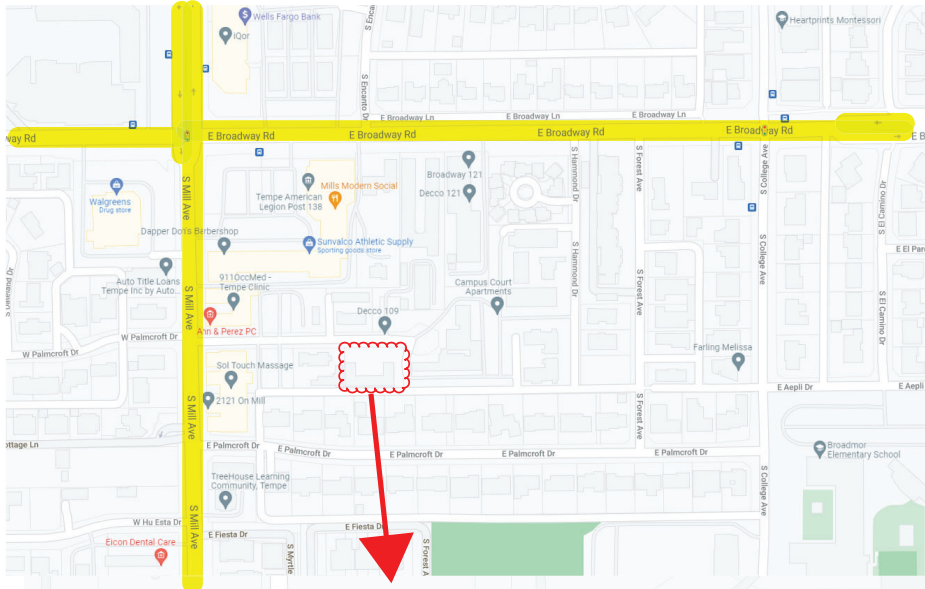 Wells Fargo Bank
iQor
S Encanto Dr
Heartprints Montessori
E Broadway Ln
E Broadway Ln
E Broadway Ln
way Rd
E Broadway Rd
E Broadway Rd
E Broadway Rd
E Broadway Rd
E B
S Mill Ave
Walgreens
Drug store
Tempe American
Legion Post 138
Mills Modern Social
Broadway 121
Decco 121
S Hammond Dr
S Forest Ave
S College Ave
S El Camino Dr
Dapper Don's Barbershop
Sunvalco Athletic Supply
Sporting goods store
E El Par
Auto Title Loans
Tempe Inc by Auto...
911OccMed -
Tempe Clinic
S Mill Ave
Campus Court
Apartments
S Hammond Dr
S Forest Ave
S College Ave
S El Camino Dr
Decco 109
Ann & Perez PC
W Palmcroft Dr
W Palmcroft Dr
Farling Melissa
Sol Touch Massage
2121 On Mill
S Mill Ave
E Aepli Dr
E Aepli
S Forest Ave
ottage Ln
E Palmcroft Dr
E Palmcroft Dr
E Palmcroft Dr
E Palmcroft Dr
E Palmcroft Dr
Broadmor
Elementary School
TreeHouse Learning
Community, Tempe
S College Ave
W Hu Esta Dr
S Mill Ave
E Fiesta Dr
E Fiesta Dr
Eicon Dental Care
S Myrtle
S Forest A